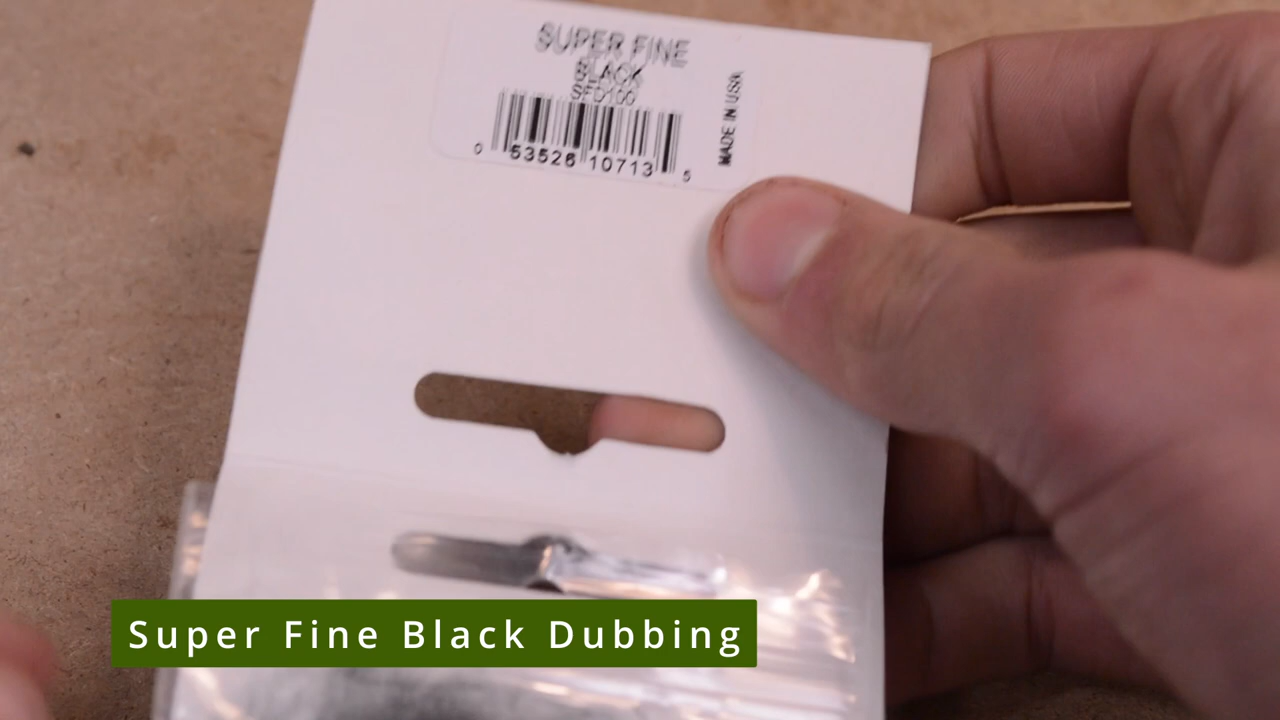 SUPER FINE
BLACK
SFD100
MADE IN USA
0 53526 10713 5
Super Fine Black Dubbing